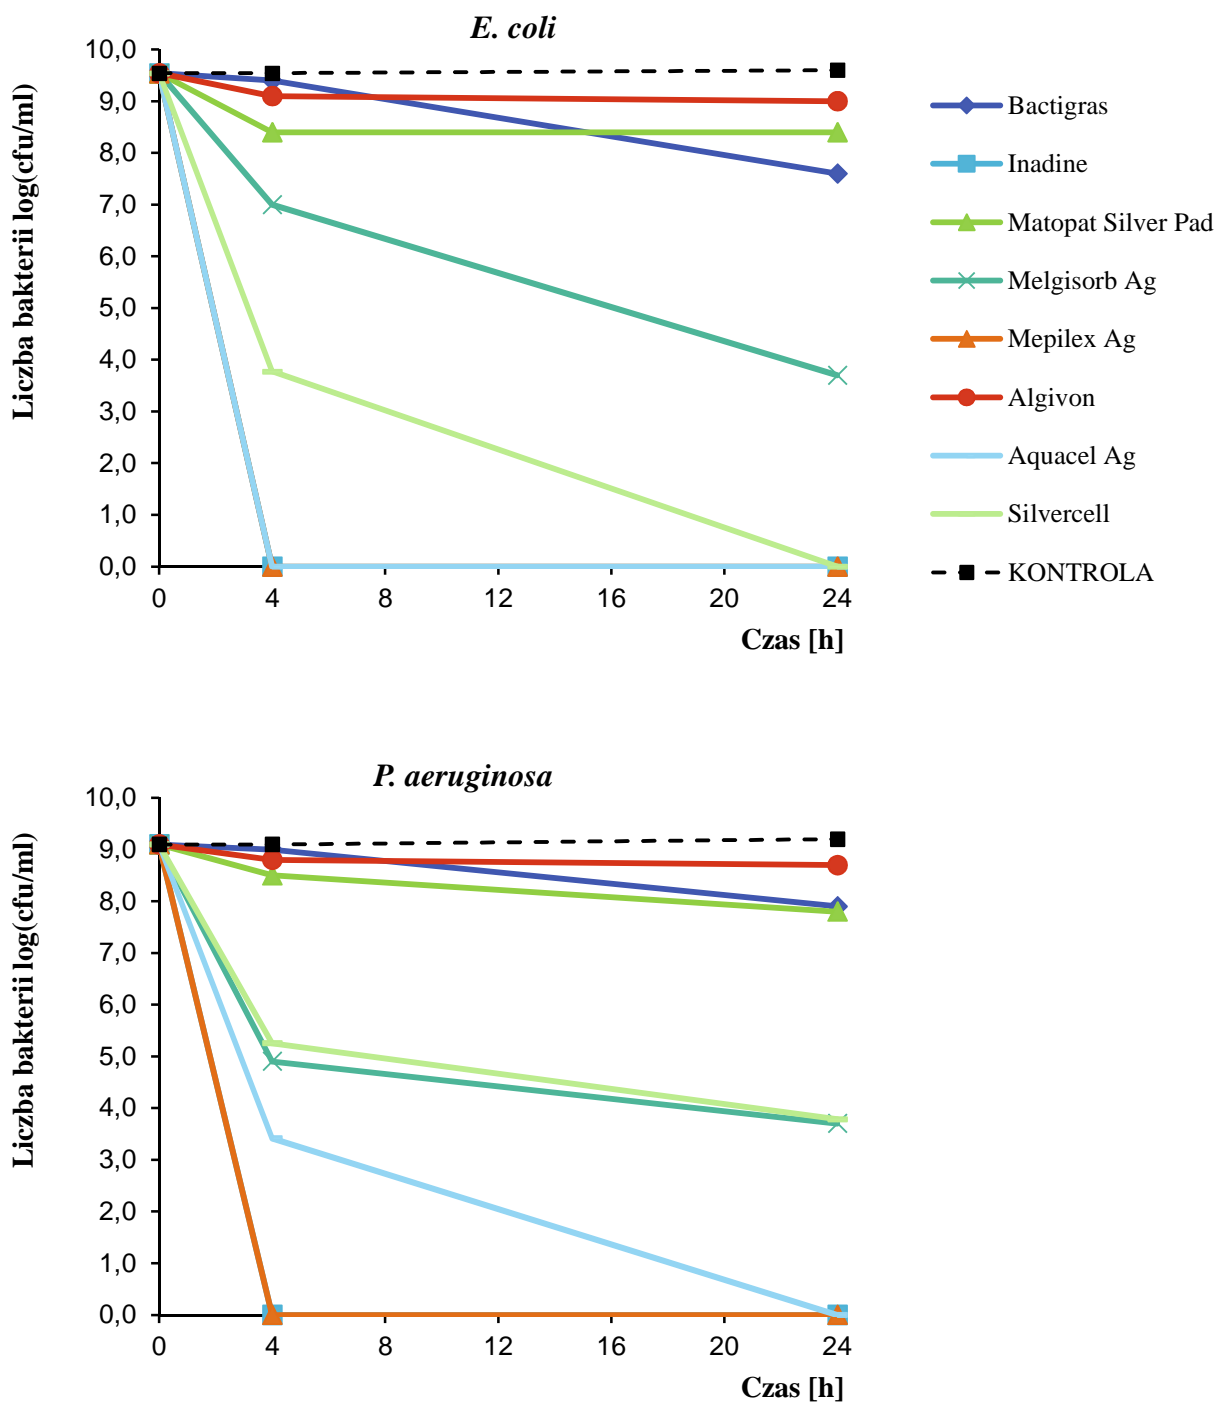 E. coli
Liczba bakterii log(cfu/ml)
10,0
9,0
8,0
7,0
6,0
5,0
4,0
3,0
2,0
1,0
0,0
0 4 8 12 16 20 24
Czas [h]
Bactigras
Inadine
Matopat Silver Pad
Melgisorb Ag
Mepilex Ag
Algivon
Aquacel Ag
Silvercell
KONTROLA
P. aeruginosa
Liczba bakterii log(cfu/ml)
10,0
9,0
8,0
7,0
6,0
5,0
4,0
3,0
2,0
1,0
0,0
0 4 8 12 16 20 24
Czas [h]